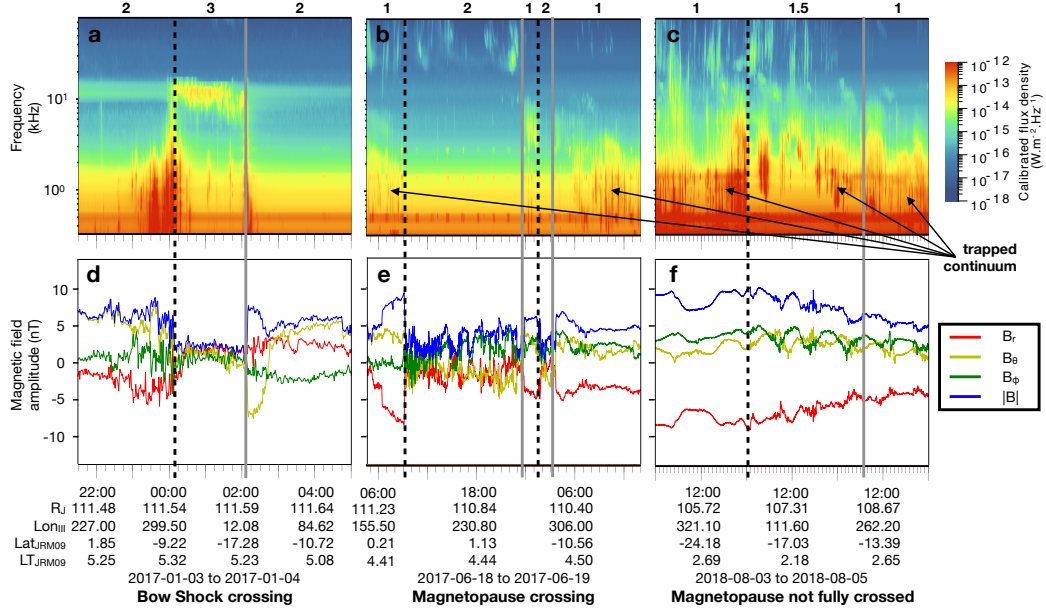 2 3 2 1 2 1 2 1 1 1.5 1
a b c
Frequency
(kHz)
10¹
10⁰
10⁻¹²
10⁻¹³
10⁻¹⁴
10⁻¹⁵
10⁻¹⁶
10⁻¹⁷
10⁻¹⁸
Calibrated flux density
(W.m⁻².Hz⁻¹)
trapped
continuum
d e f
Magnetic field
amplitude (nT)
10
5
0
-5
-10
Bᵣ
B_θ
B_Φ
|B|
22:00 00:00 02:00 04:00 06:00 18:00 06:00 12:00 12:00 12:00
R_J 111.48 111.54 111.59 111.64 111.23 110.84 110.40 105.72 107.31 108.67
Lon_III 227.00 299.50 12.08 84.62 155.50 230.80 306.00 321.10 111.60 262.20
Lat_JRM09 1.85 -9.22 -17.28 -10.72 0.21 1.13 -10.56 -24.18 -17.03 -13.39
LT_JRM09 5.25 5.32 5.23 5.08 4.41 4.44 4.50 2.69 2.18 2.65
2017-01-03 to 2017-01-04 2017-06-18 to 2017-06-19 2018-08-03 to 2018-08-05
Bow Shock crossing Magnetopause crossing Magnetopause not fully crossed